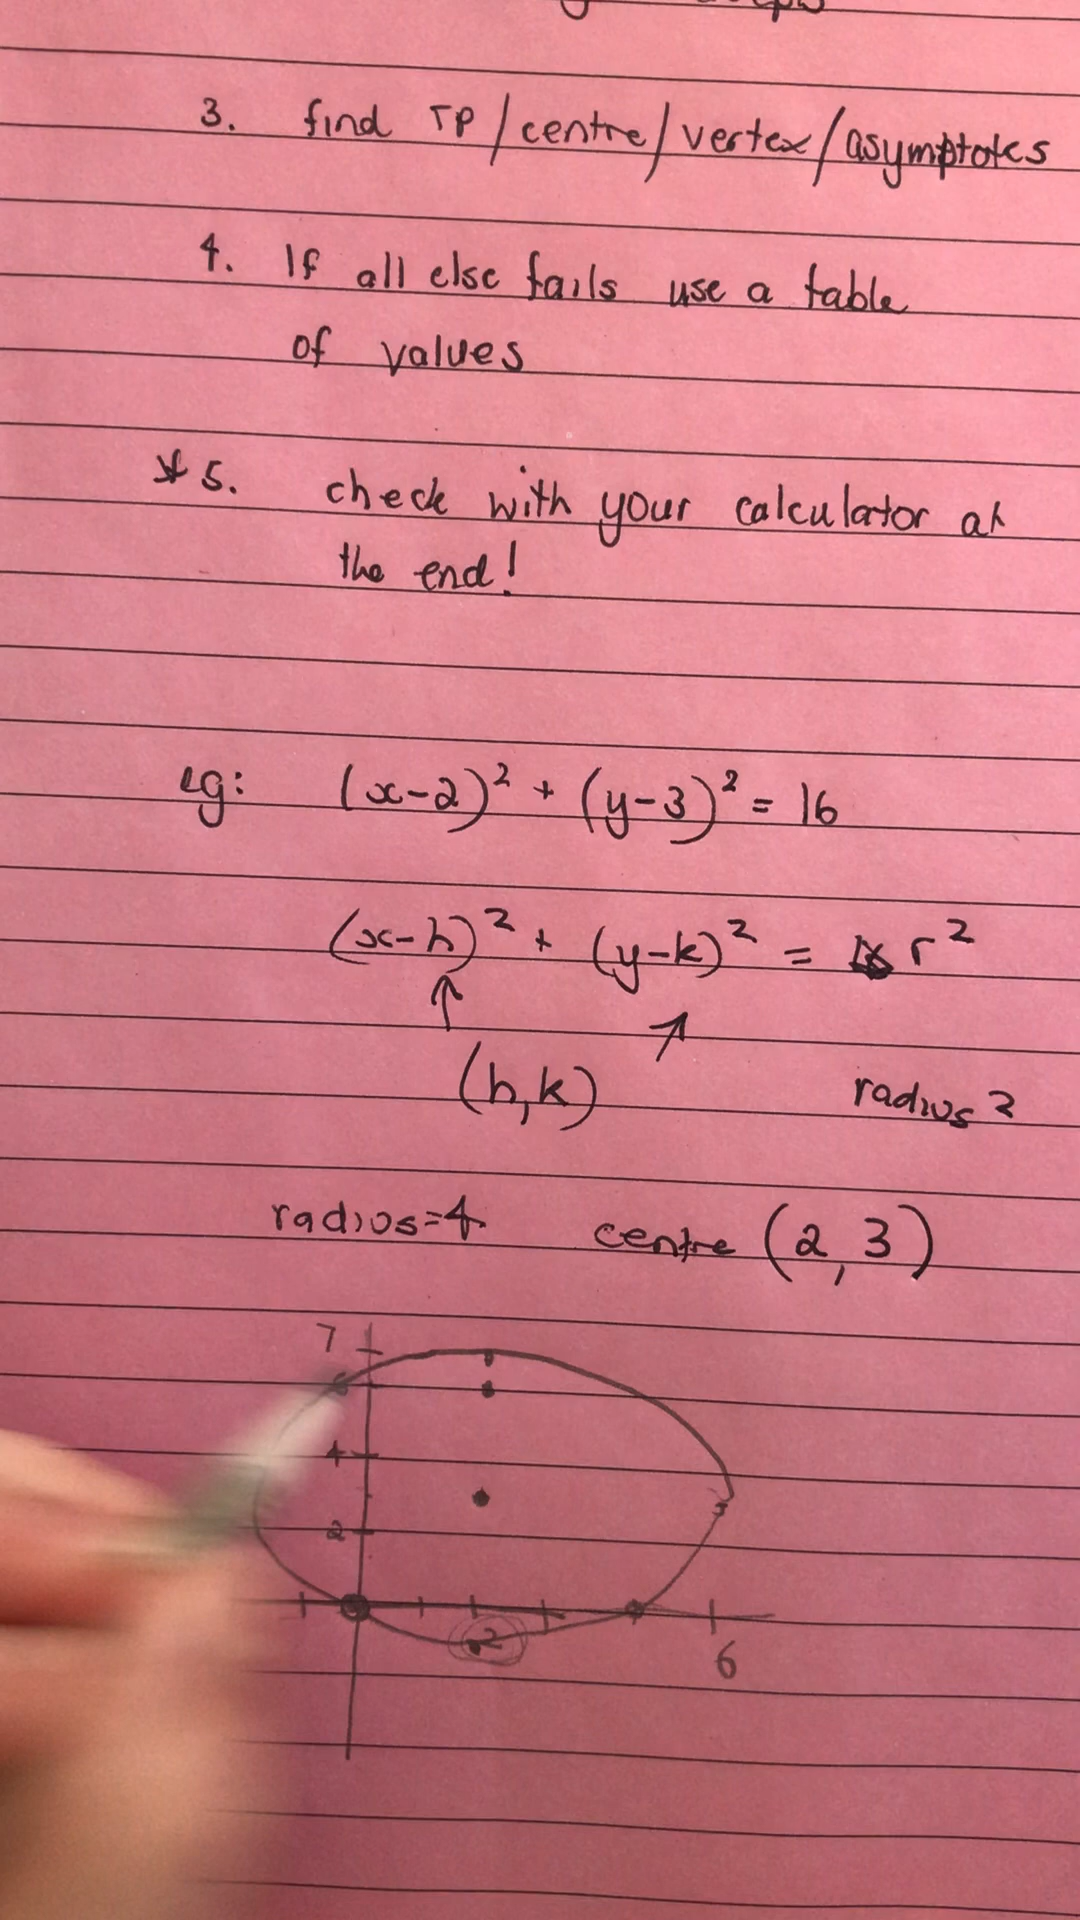 3. find TP/centre/vertex/asymptotes
4. If all else fails use a table
of values
* 5. check with your calculator at
the end!
eg: (x-2)² + (y-3)² = 16
(x-h)² + (y-k)² = r²
(h,k)
radius²
radius=4 centre (2,3)
7
4
2
2
6